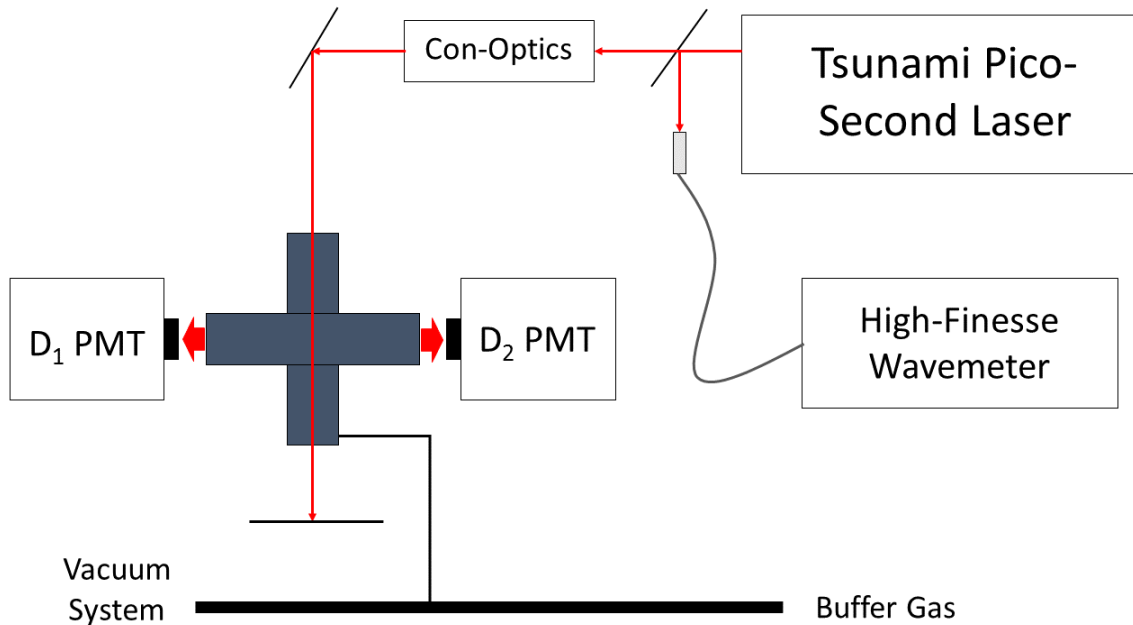 Con-Optics
Tsunami Pico-
Second Laser
D₁ PMT
D₂ PMT
High-Finesse
Wavemeter
Vacuum
System
Buffer Gas